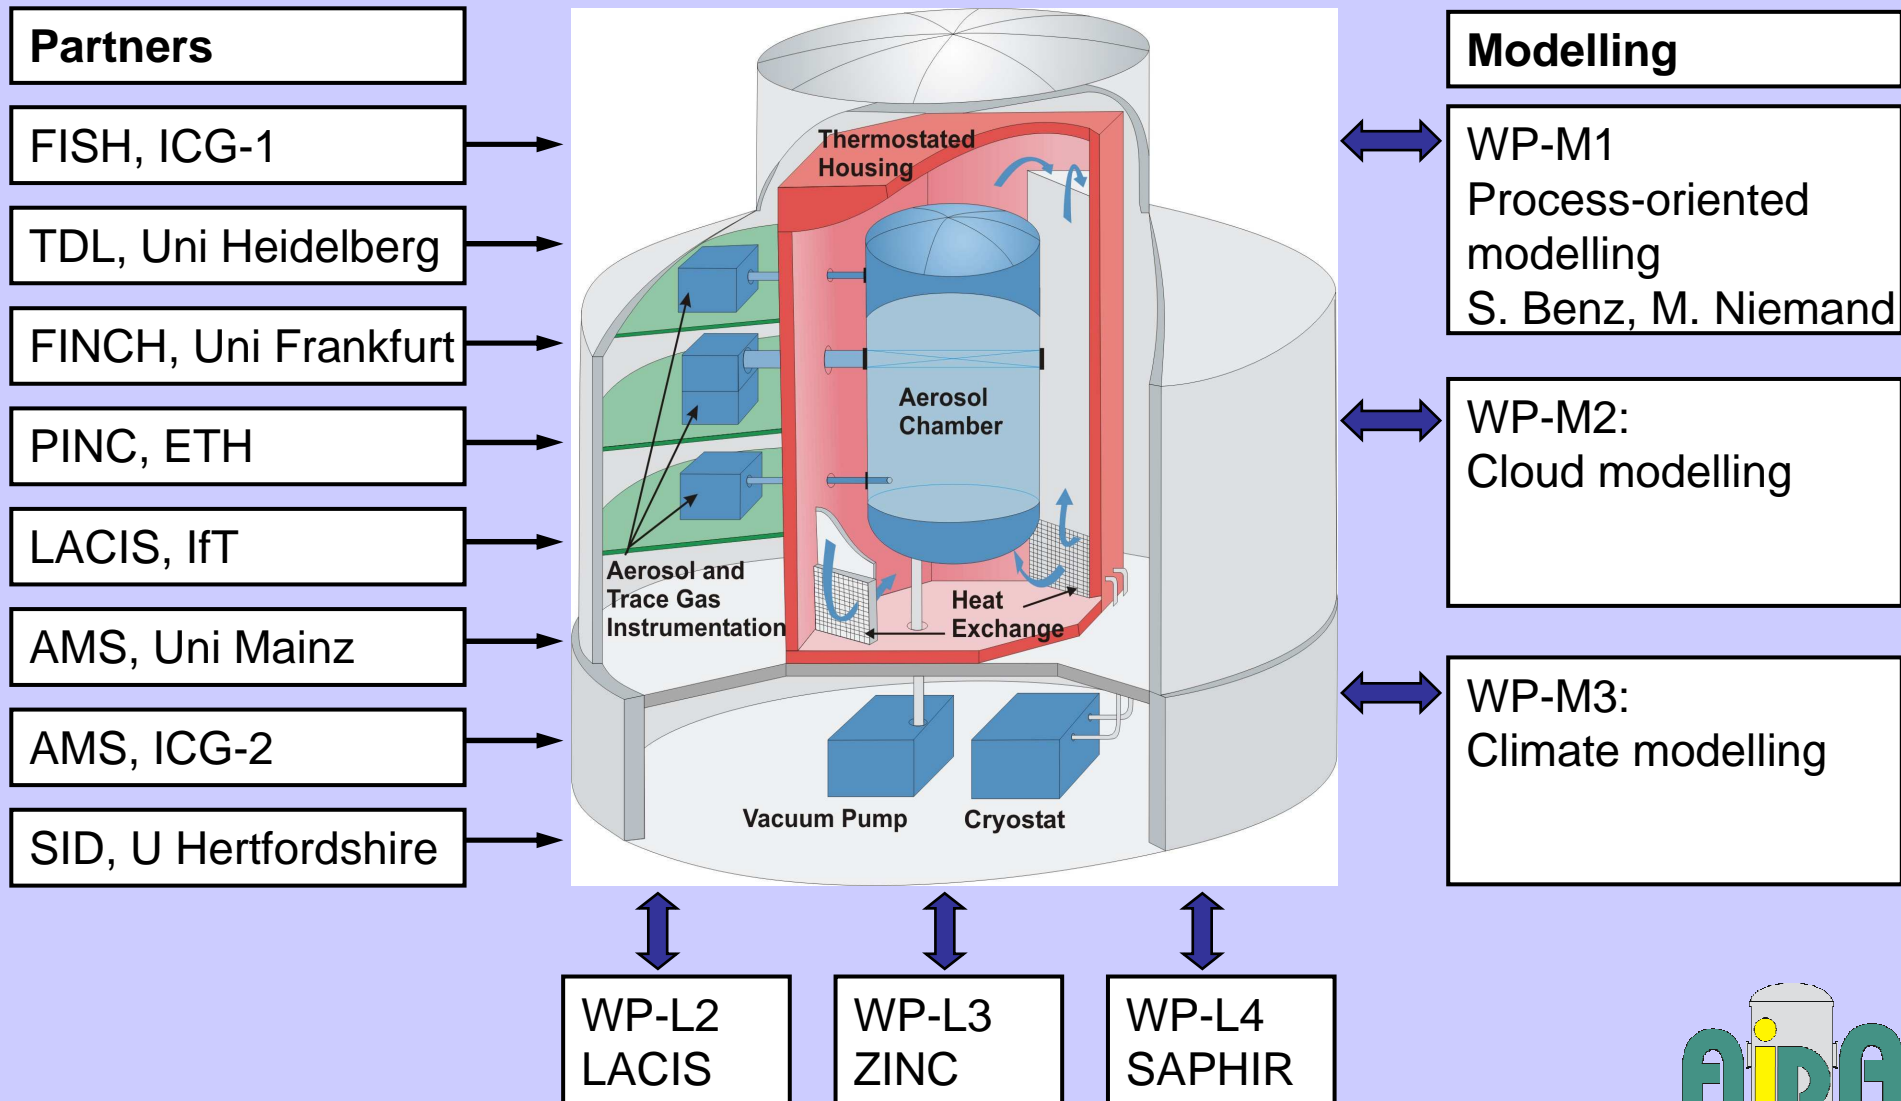 Partners
FISH, ICG-1
TDL, Uni Heidelberg
FINCH, Uni Frankfurt
PINC, ETH
LACIS, IfT
AMS, Uni Mainz
AMS, ICG-2
SID, U Hertfordshire
Thermostated
Housing
Aerosol
Chamber
Aerosol and
Trace Gas
Instrumentation
Heat
Exchange
Vacuum Pump
Cryostat
Modelling
WP-M1
Process-oriented
modelling
S. Benz, M. Niemand
WP-M2:
Cloud modelling
WP-M3:
Climate modelling
WP-L2
LACIS
WP-L3
ZINC
WP-L4
SAPHIR
AiDA